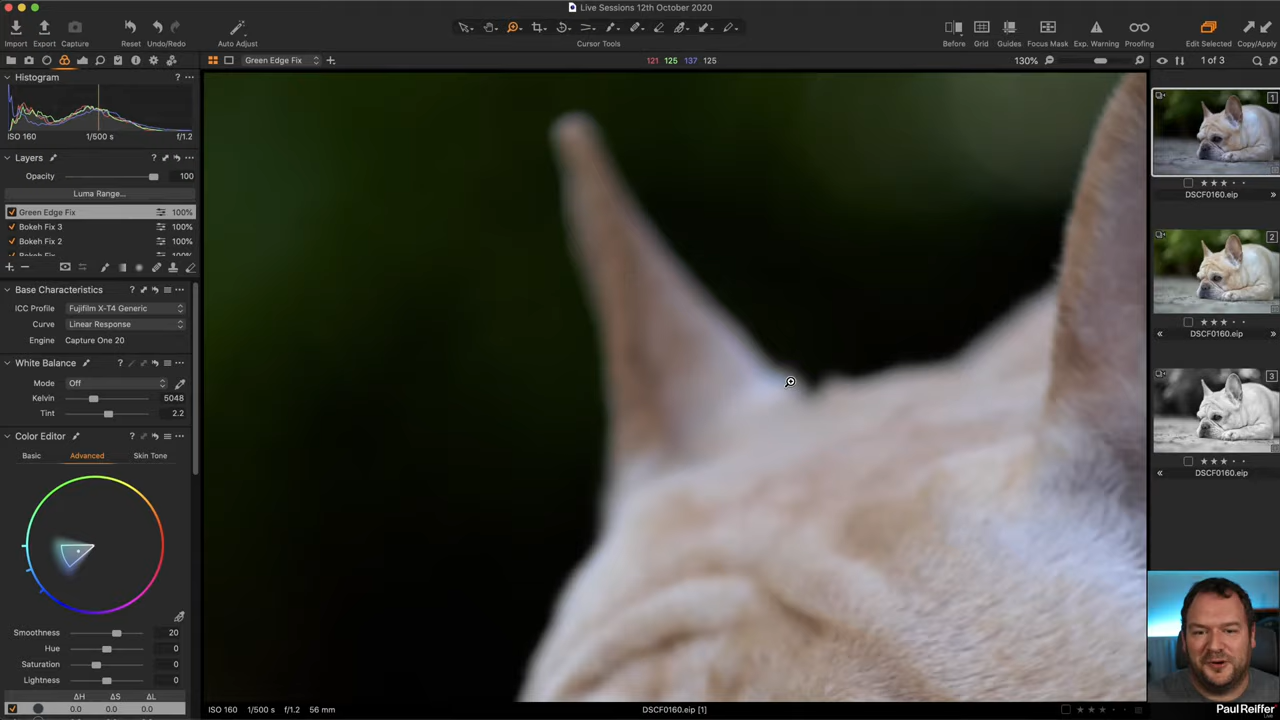 Live Sessions 12th October 2020
Import
Export
Capture
Reset
Undo/Redo
Auto Adjust
Cursor Tools
Before
Grid
Guides
Focus Mask
Exp. Warning
Proofing
Edit Selected
Copy/Apply
Green Edge Fix
121 125 137 125
130%
1 of 3
Histogram
ISO 160 1/500 s f/1.2
Layers
Opacity 100
Luma Range...
Green Edge Fix 100%
Bokeh Fix 3 100%
Bokeh Fix 2 100%
Base Characteristics
ICC Profile Fujifilm X-T4 Generic
Curve Linear Response
Engine Capture One 20
White Balance
Mode Off
Kelvin 5048
Tint 2.2
Color Editor
Basic Advanced Skin Tone
Smoothness 20
Hue 0
Saturation 0
Lightness 0
ΔH ΔS ΔL
0.0 0.0 0.0
1
DSCF0160.eip
2
DSCF0160.eip
3
DSCF0160.eip
ISO 160 1/500 s f/1.2 56 mm
DSCF0160.eip [1]
Paul Reiffer
Live